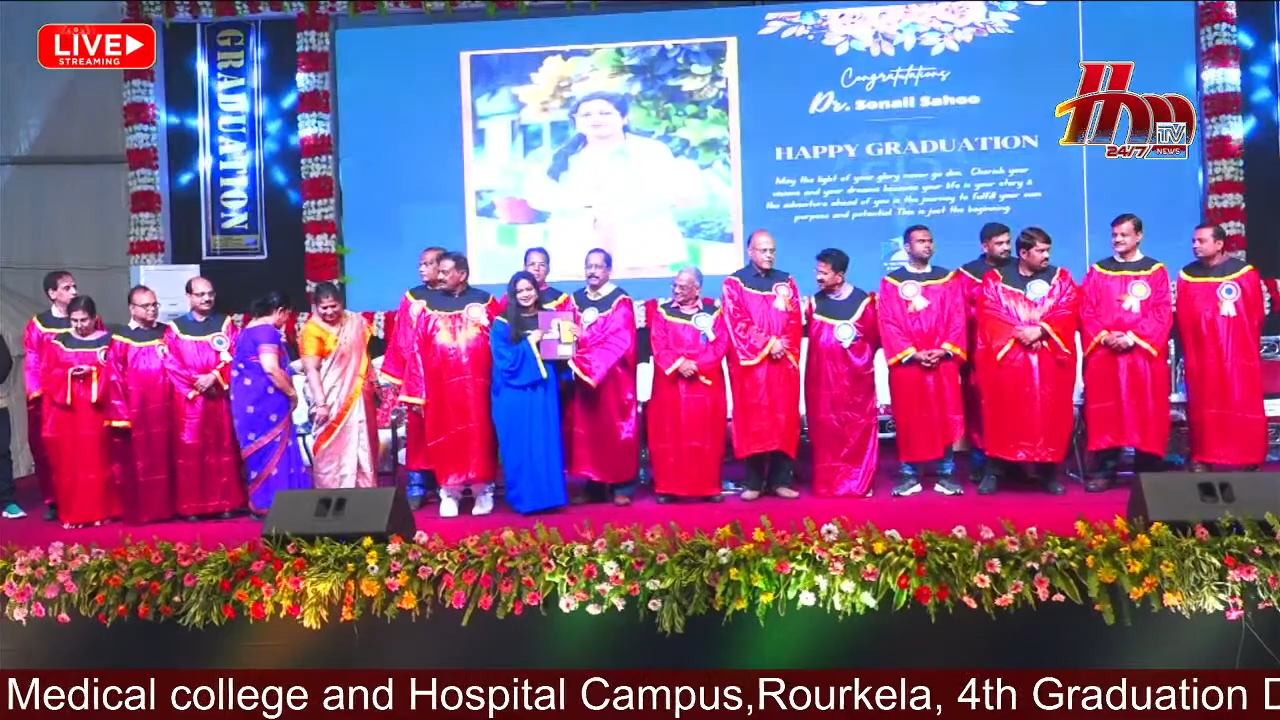 LIVE
STREAMING
GRADUATION
Congratulations
Dr. Sonali Sahoo
HAPPY GRADUATION
May the light of your glory never go dim. Cherish your
visions and your dreams because your life is your story &
the adventure ahead of you is the journey to fulfill your own
purpose and potential. This is just the beginning.
thm
TV
24/7 NEWS
Medical college and Hospital Campus,Rourkela, 4th Graduation D